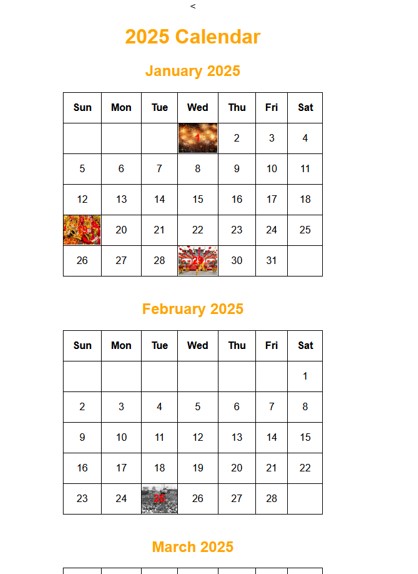 <
2025 Calendar
January 2025
Sun Mon Tue Wed Thu Fri Sat
1 2 3 4
5 6 7 8 9 10 11
12 13 14 15 16 17 18
20 21 22 23 24 25
26 27 28 29 30 31
February 2025
Sun Mon Tue Wed Thu Fri Sat
1
2 3 4 5 6 7 8
9 10 11 12 13 14 15
16 17 18 19 20 21 22
23 24 25 26 27 28
March 2025